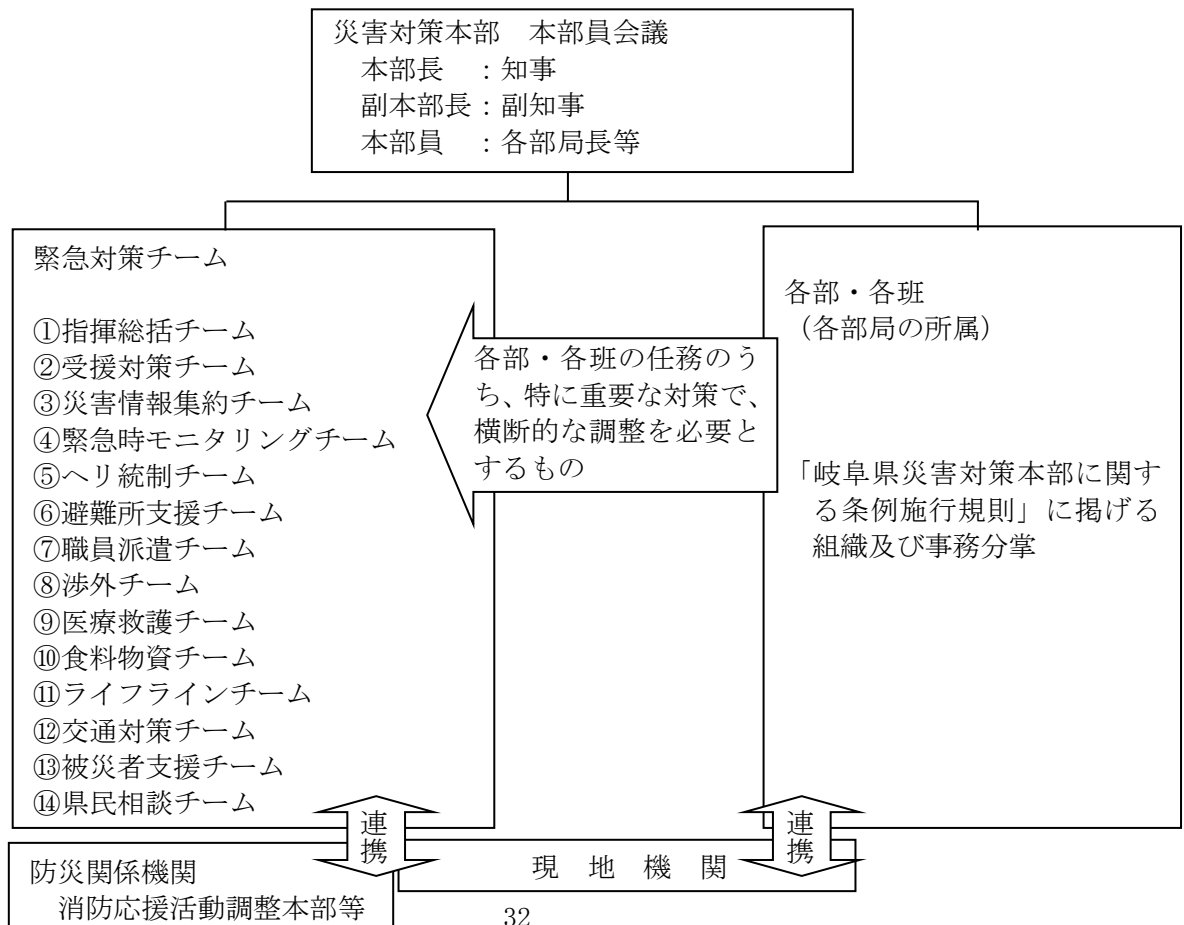 災害対策本部　本部員会議
本部長　：知事
副本部長：副知事
本部員　：各部局長等
緊急対策チーム
①指揮総括チーム
②受援対策チーム
③災害情報集約チーム
④緊急時モニタリングチーム
⑤ヘリ統制チーム
⑥避難所支援チーム
⑦職員派遣チーム
⑧渉外チーム
⑨医療救護チーム
⑩食料物資チーム
⑪ライフラインチーム
⑫交通対策チーム
⑬被災者支援チーム
⑭県民相談チーム
各部・各班の任務のう
ち、特に重要な対策で、
横断的な調整を必要と
するもの
各部・各班
（各部局の所属）
「岐阜県災害対策本部に関す
る条例施行規則」に掲げる
組織及び事務分掌
連携
連携
現　地　機　関
防災関係機関
消防応援活動調整本部等
32